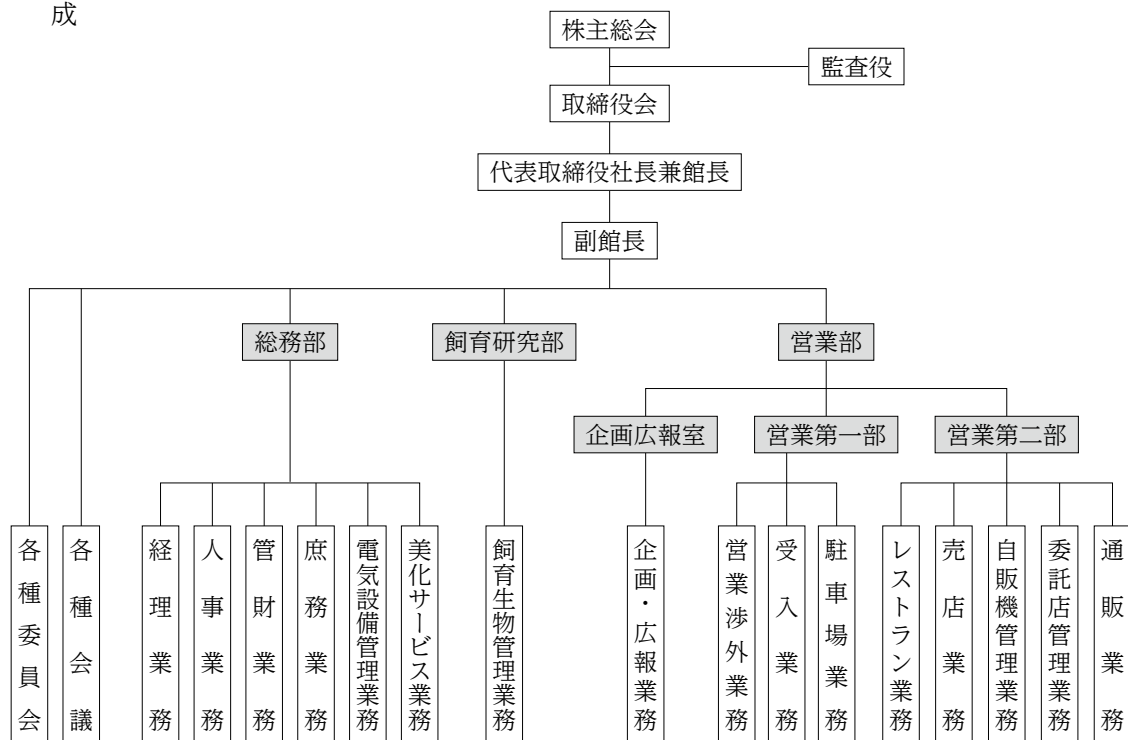 成
株主総会
監査役
取締役会
代表取締役社長兼館長
副館長
総務部
飼育研究部
営業部
企画広報室
営業第一部
営業第二部
各種委員会
各種会議
経理業務
人事業務
管財業務
庶務業務
電気設備管理業務
美化サービス業務
飼育生物管理業務
企画・広報業務
営業渉外業務
受入業務
駐車場業務
レストラン業務
売店業務
自販機管理業務
委託店管理業務
通販業務